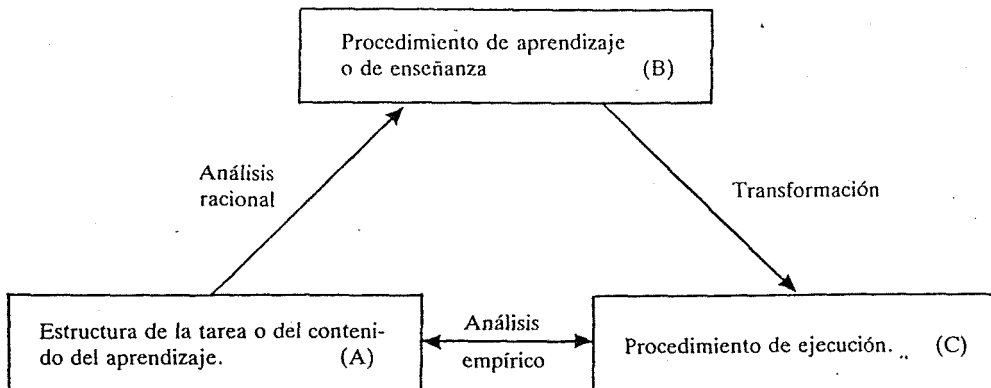 Procedimiento de aprendizaje
o de enseñanza (B)
Análisis
racional
Transformación
Estructura de la tarea o del conteni-
do del aprendizaje. (A)
Análisis
empírico
Procedimiento de ejecución. (C)